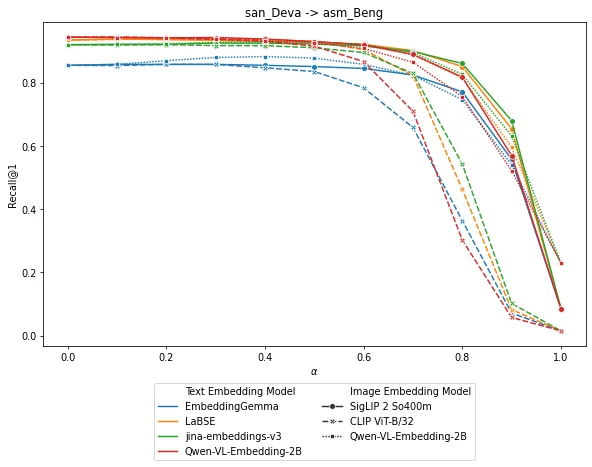 san_Deva -> asm_Beng
Recall@1
0.8
0.6
0.4
0.2
0.0
0.0 0.2 0.4 0.6 0.8 1.0
α
Text Embedding Model Image Embedding Model
EmbeddingGemma SigLIP 2 So400m
LaBSE CLIP ViT-B/32
jina-embeddings-v3 Qwen-VL-Embedding-2B
Qwen-VL-Embedding-2B